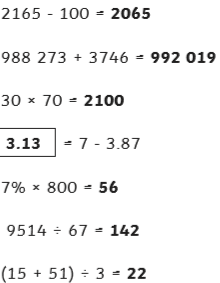 2165 - 100 = 2065
988 273 + 3746 = 992 019
30 × 70 = 2100
3.13 = 7 - 3.87
7% × 800 = 56
9514 ÷ 67 = 142
(15 + 51) ÷ 3 = 22